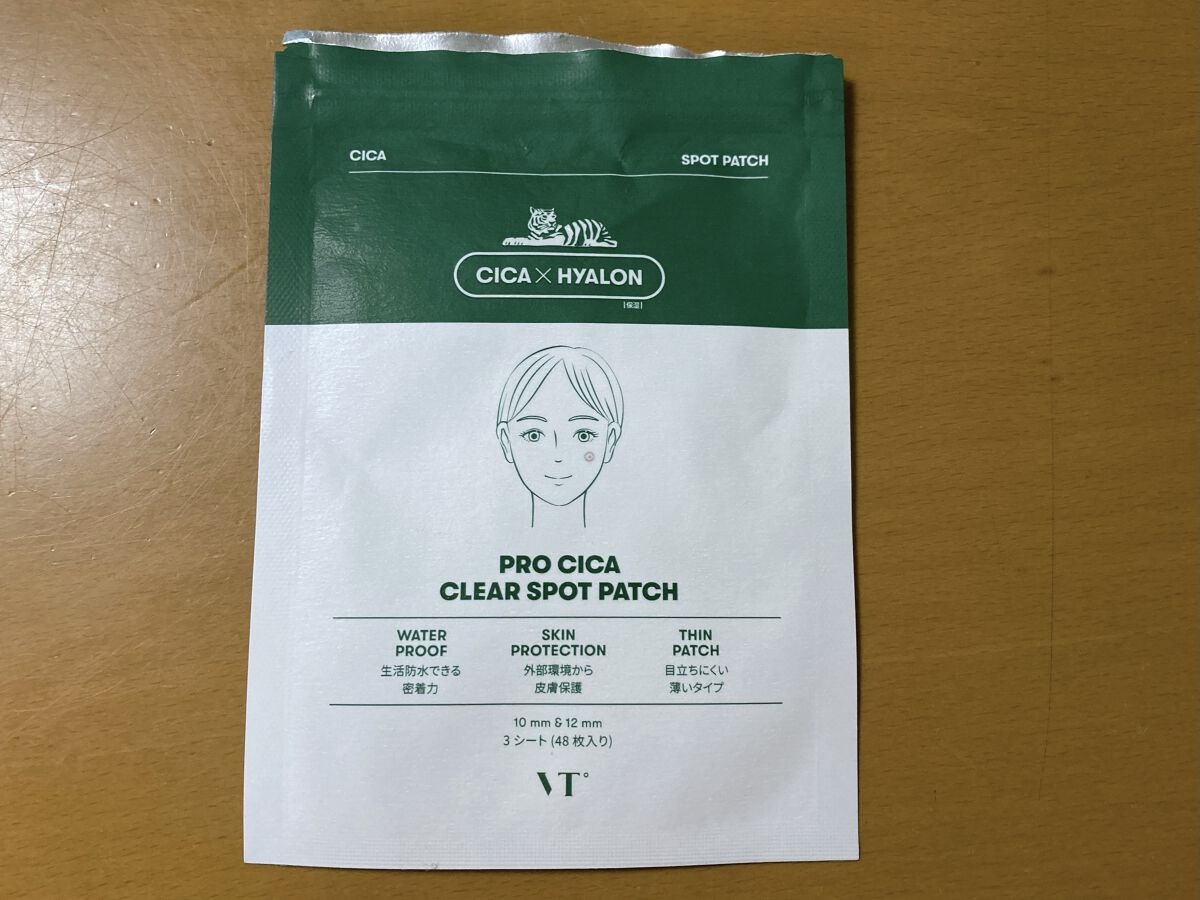 CICA
SPOT PATCH
CICA × HYALON
[保湿]
PRO CICA
CLEAR SPOT PATCH
WATER
PROOF
生活防水できる
密着力
SKIN
PROTECTION
外部環境から
皮膚保護
THIN
PATCH
目立ちにくい
薄いタイプ
10 mm & 12 mm
3 シート (48 枚入り)
VT°